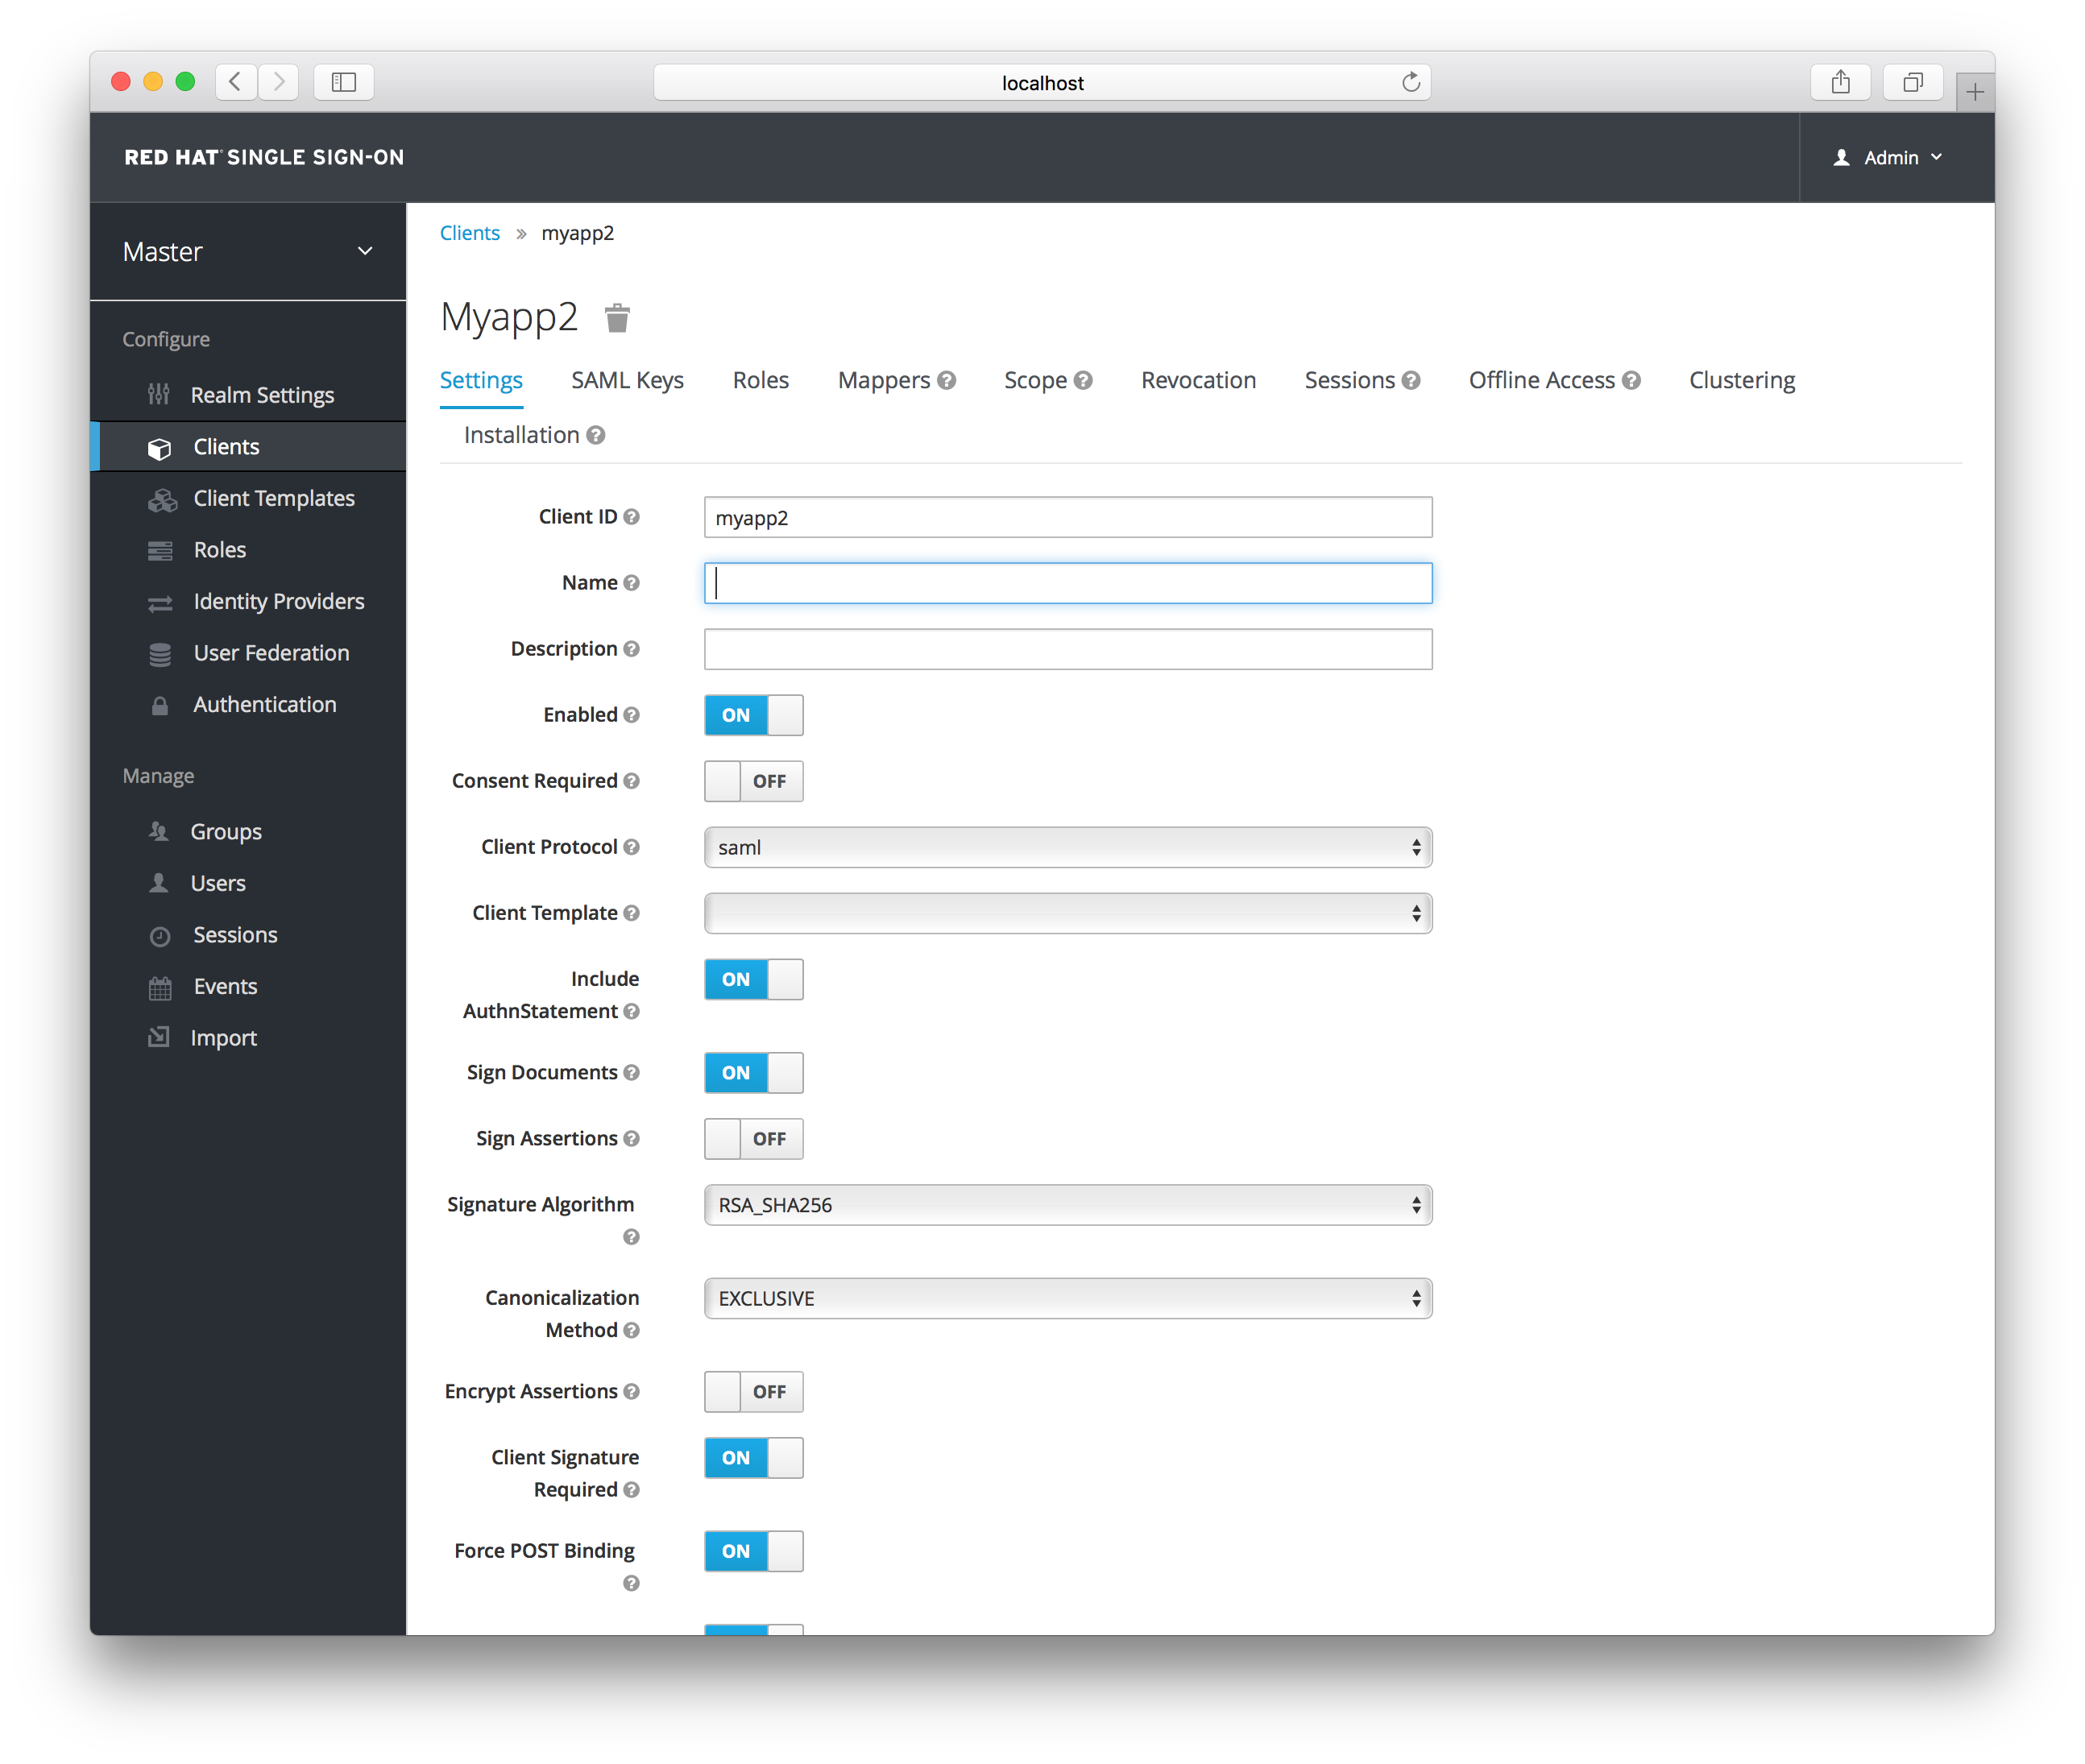 localhost
RED HAT SINGLE SIGN-ON
Admin
Master
Configure
Realm Settings
Clients
Client Templates
Roles
Identity Providers
User Federation
Authentication
Manage
Groups
Users
Sessions
Events
Import
Clients » myapp2
Myapp2
Settings SAML Keys Roles Mappers ? Scope ? Revocation Sessions ? Offline Access ? Clustering
Installation ?
Client ID ? myapp2
Name ?
Description ?
Enabled ? ON
Consent Required ? OFF
Client Protocol ? saml
Client Template ?
Include ON
AuthnStatement ?
Sign Documents ? ON
Sign Assertions ? OFF
Signature Algorithm RSA_SHA256
?
Canonicalization EXCLUSIVE
Method ?
Encrypt Assertions ? OFF
Client Signature ON
Required ?
Force POST Binding ON
?